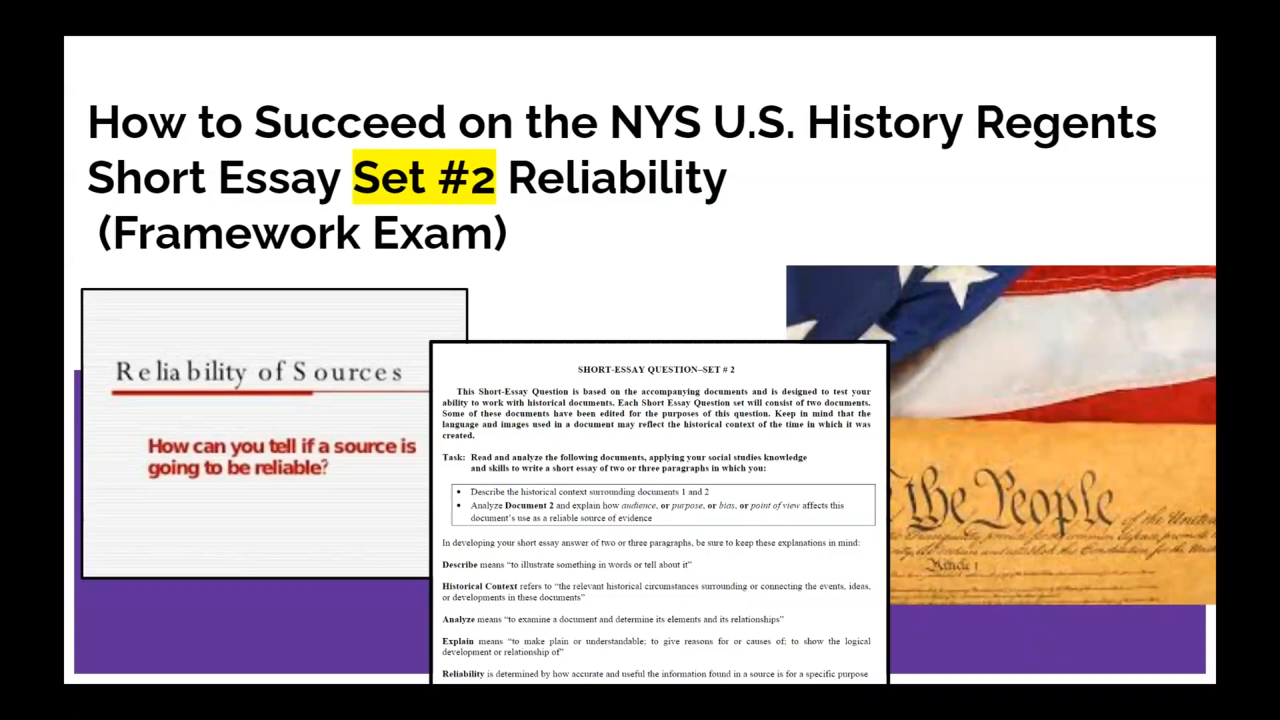 How to Succeed on the NYS U.S. History Regents
Short Essay Set #2 Reliability
(Framework Exam)
Reliability of Sources
How can you tell if a source is
going to be reliable?
SHORT-ESSAY QUESTION–SET # 2
This Short-Essay Question is based on the accompanying documents and is designed to test your
ability to work with historical documents. Each Short Essay Question set will consist of two documents.
Some of these documents have been edited for the purposes of this question. Keep in mind that the
language and images used in a document may reflect the historical context of the time in which it was
created.
Task: Read and analyze the following documents, applying your social studies knowledge
and skills to write a short essay of two or three paragraphs in which you:
• Describe the historical context surrounding documents 1 and 2
• Analyze Document 2 and explain how audience, or purpose, or bias, or point of view affects this
document's use as a reliable source of evidence
In developing your short essay answer of two or three paragraphs, be sure to keep these explanations in mind:
Describe means "to illustrate something in words or tell about it"
Historical Context refers to "the relevant historical circumstances surrounding or connecting the events, ideas,
or developments in these documents"
Analyze means "to examine a document and determine its elements and its relationships"
Explain means "to make plain or understandable; to give reasons for or causes of; to show the logical
development or relationship of"
Reliability is determined by how accurate and useful the information found in a source is for a specific purpose
the People
of the United
Article I